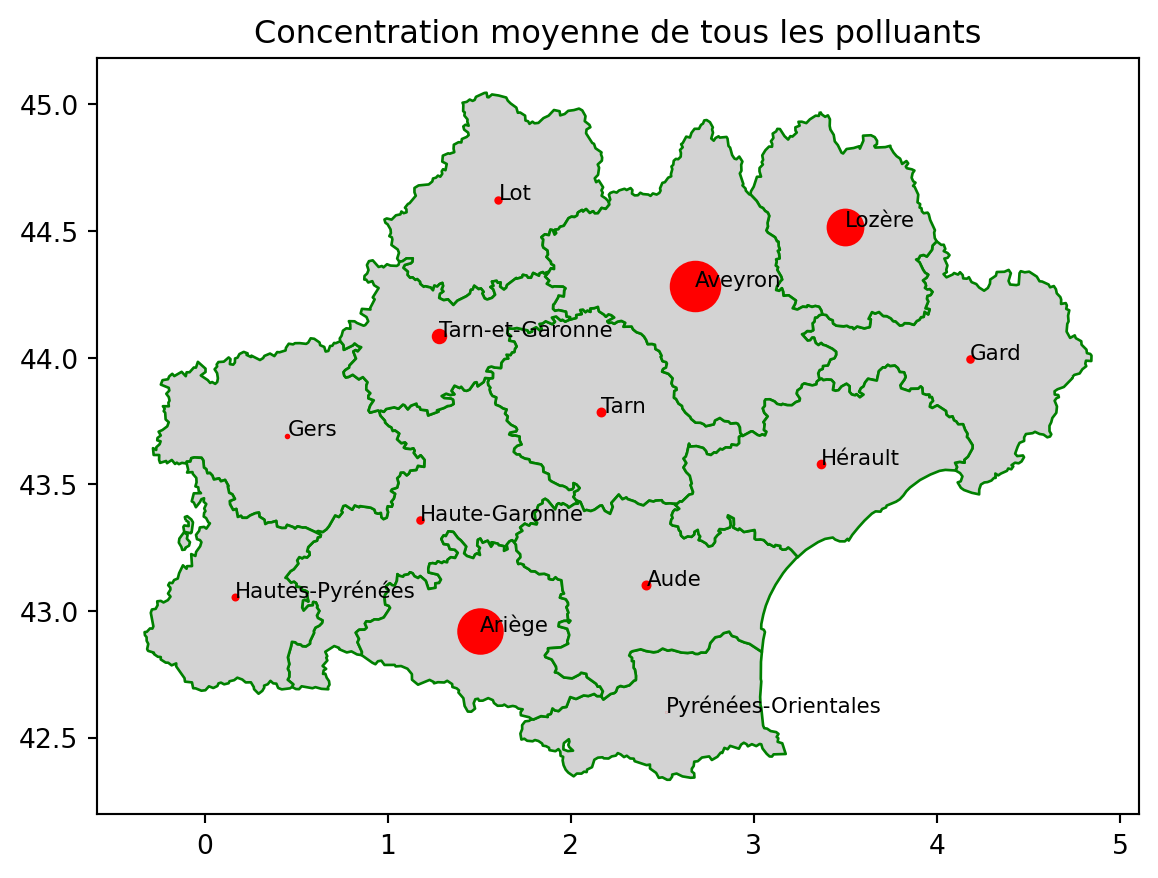 Concentration moyenne de tous les polluants
45.0
44.5
44.0
43.5
43.0
42.5
Lot
Lozère
Aveyron
Tarn-et-Garonne
Gard
Tarn
Gers
Hérault
Haute-Garonne
Aude
Hautes-Pyrénées
Ariège
Pyrénées-Orientales
0 1 2 3 4 5